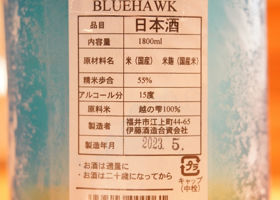 BLUEHAWK
品目 日本酒
内容量 1800ml
原材料名 米(国産) 米麹(国産米)
精米歩合 55%
アルコール分 15度
原料米 越の雫100%
製造者 福井市江上町44-65
伊藤酒造合資会社
製造年月 2023.5.
・お酒は適量に
・お酒は二十歳になってから
キャップ
(中栓)